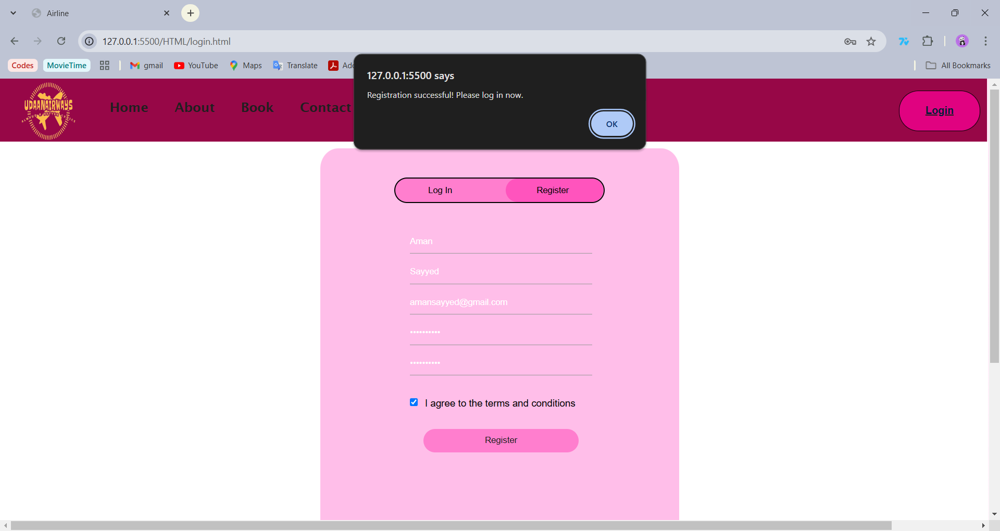 Airline
127.0.0.1:5500/HTML/login.html
Codes MovieTime gmail YouTube Maps Translate All Bookmarks
127.0.0.1:5500 says
Registration successful! Please log in now.
OK
UDAANAIRWAYS
Home About Book Contact
Login
Log In Register
Aman
Sayyed
amansayyed@gmail.com
••••••••••
••••••••••
I agree to the terms and conditions
Register